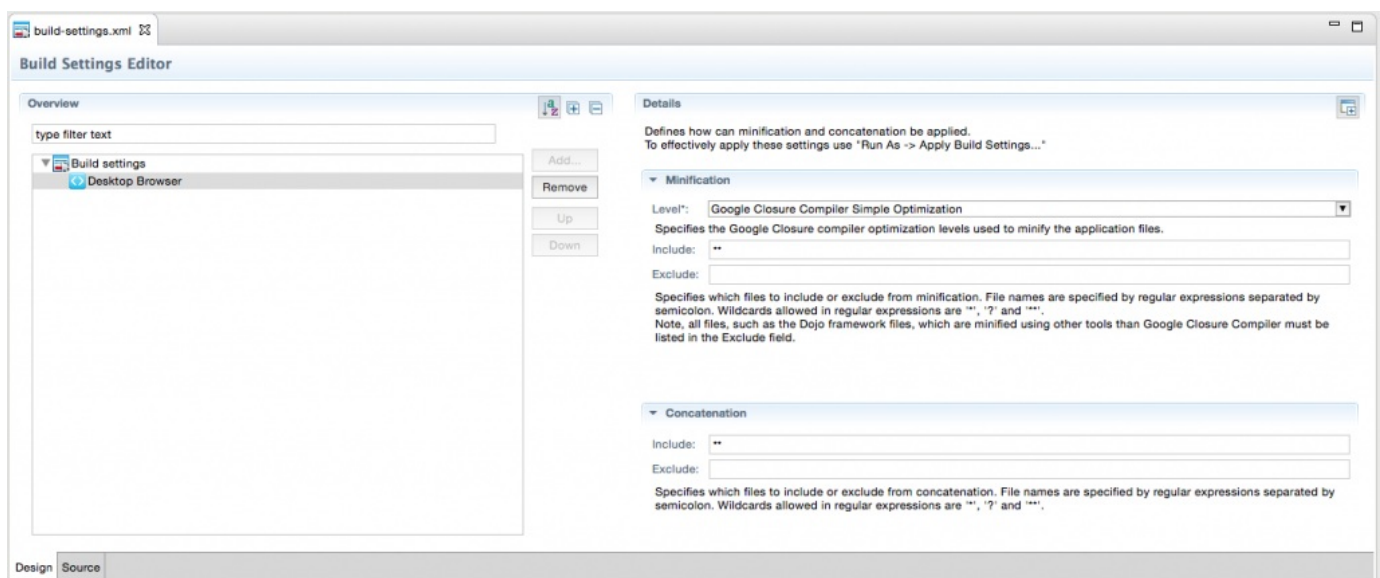 build-settings.xml
Build Settings Editor
Overview
type filter text
Build settings
Desktop Browser
Add...
Remove
Up
Down
Details
Defines how can minification and concatenation be applied.
To effectively apply these settings use "Run As -> Apply Build Settings..."
Minification
Level*: Google Closure Compiler Simple Optimization
Specifies the Google Closure compiler optimization levels used to minify the application files.
Include: **
Exclude:
Specifies which files to include or exclude from minification. File names are specified by regular expressions separated by
semicolon. Wildcards allowed in regular expressions are '*', '?' and '**'.
Note, all files, such as the Dojo framework files, which are minified using other tools than Google Closure Compiler must be
listed in the Exclude field.
Concatenation
Include: **
Exclude:
Specifies which files to include or exclude from concatenation. File names are specified by regular expressions separated by
semicolon. Wildcards allowed in regular expressions are '*', '?' and '**'.
Design Source